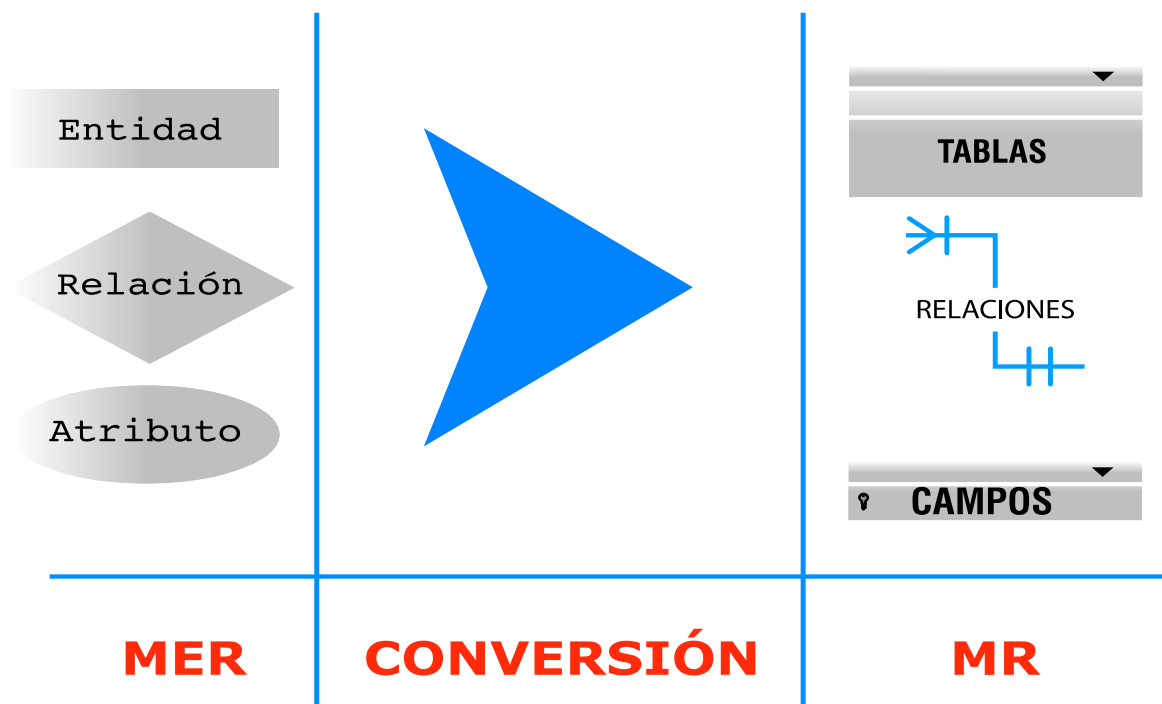 Entidad
Relación
Atributo
TABLAS
RELACIONES
CAMPOS
MER
CONVERSIÓN
MR